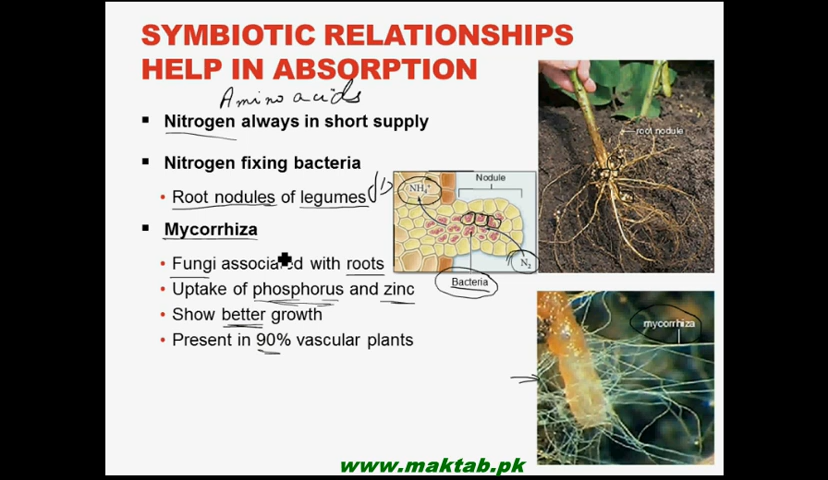 SYMBIOTIC RELATIONSHIPS
HELP IN ABSORPTION
Amino acids
▪ Nitrogen always in short supply
▪ Nitrogen fixing bacteria
• Root nodules of legumes
▪ Mycorrhiza
• Fungi associated with roots
• Uptake of phosphorus and zinc
• Show better growth
• Present in 90% vascular plants
Nodule
NH₄⁺
N₂
Bacteria
root nodule
mycorrhiza
www.maktab.pk